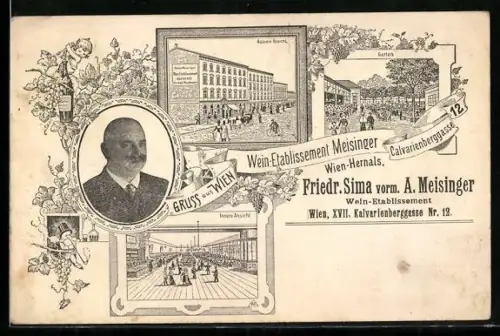 Aussere Ansicht.
Garten
GRUSS aus WIEN
Wein-Etablissement Meisinger
Wien-Hernals,
Calvarienberggasse 12.
Friedr. Sima vorm. A. Meisinger
Wein-Etablissement
Wien, XVII. Kalvarienberggasse Nr. 12.
Innere Ansicht